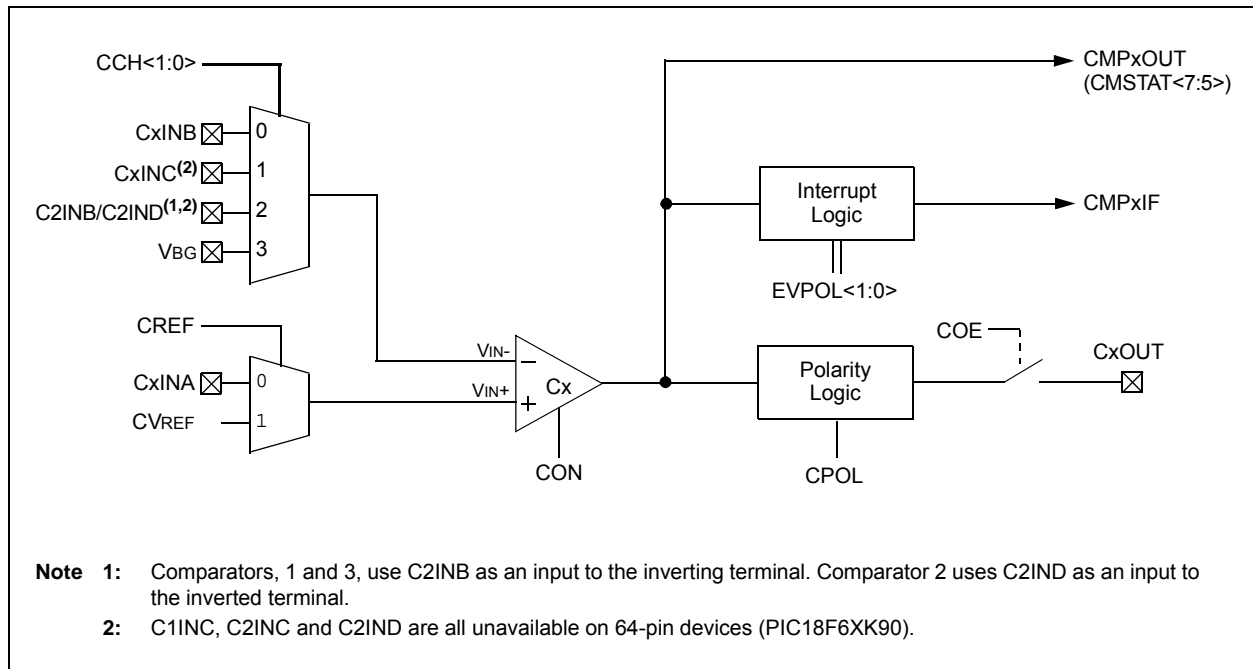 CCH<1:0>
CxINB
0
CxINC(2)
1
C2INB/C2IND(1,2)
2
VBG
3
CMPxOUT
(CMSTAT<7:5>)
Interrupt
Logic
CMPxIF
EVPOL<1:0>
CREF
CxINA
0
CVREF
1
VIN-
VIN+
–
+
Cx
CON
Polarity
Logic
CPOL
COE
CxOUT
Note 1: Comparators, 1 and 3, use C2INB as an input to the inverting terminal. Comparator 2 uses C2IND as an input to
the inverted terminal.
2: C1INC, C2INC and C2IND are all unavailable on 64-pin devices (PIC18F6XK90).